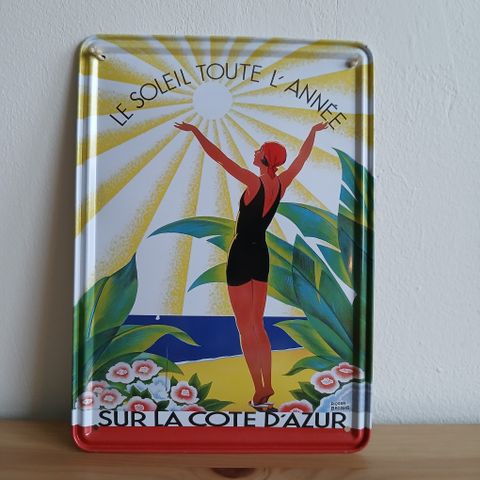 LE SOLEIL TOUTE L'ANNÉE
SUR LA COTE D'AZUR